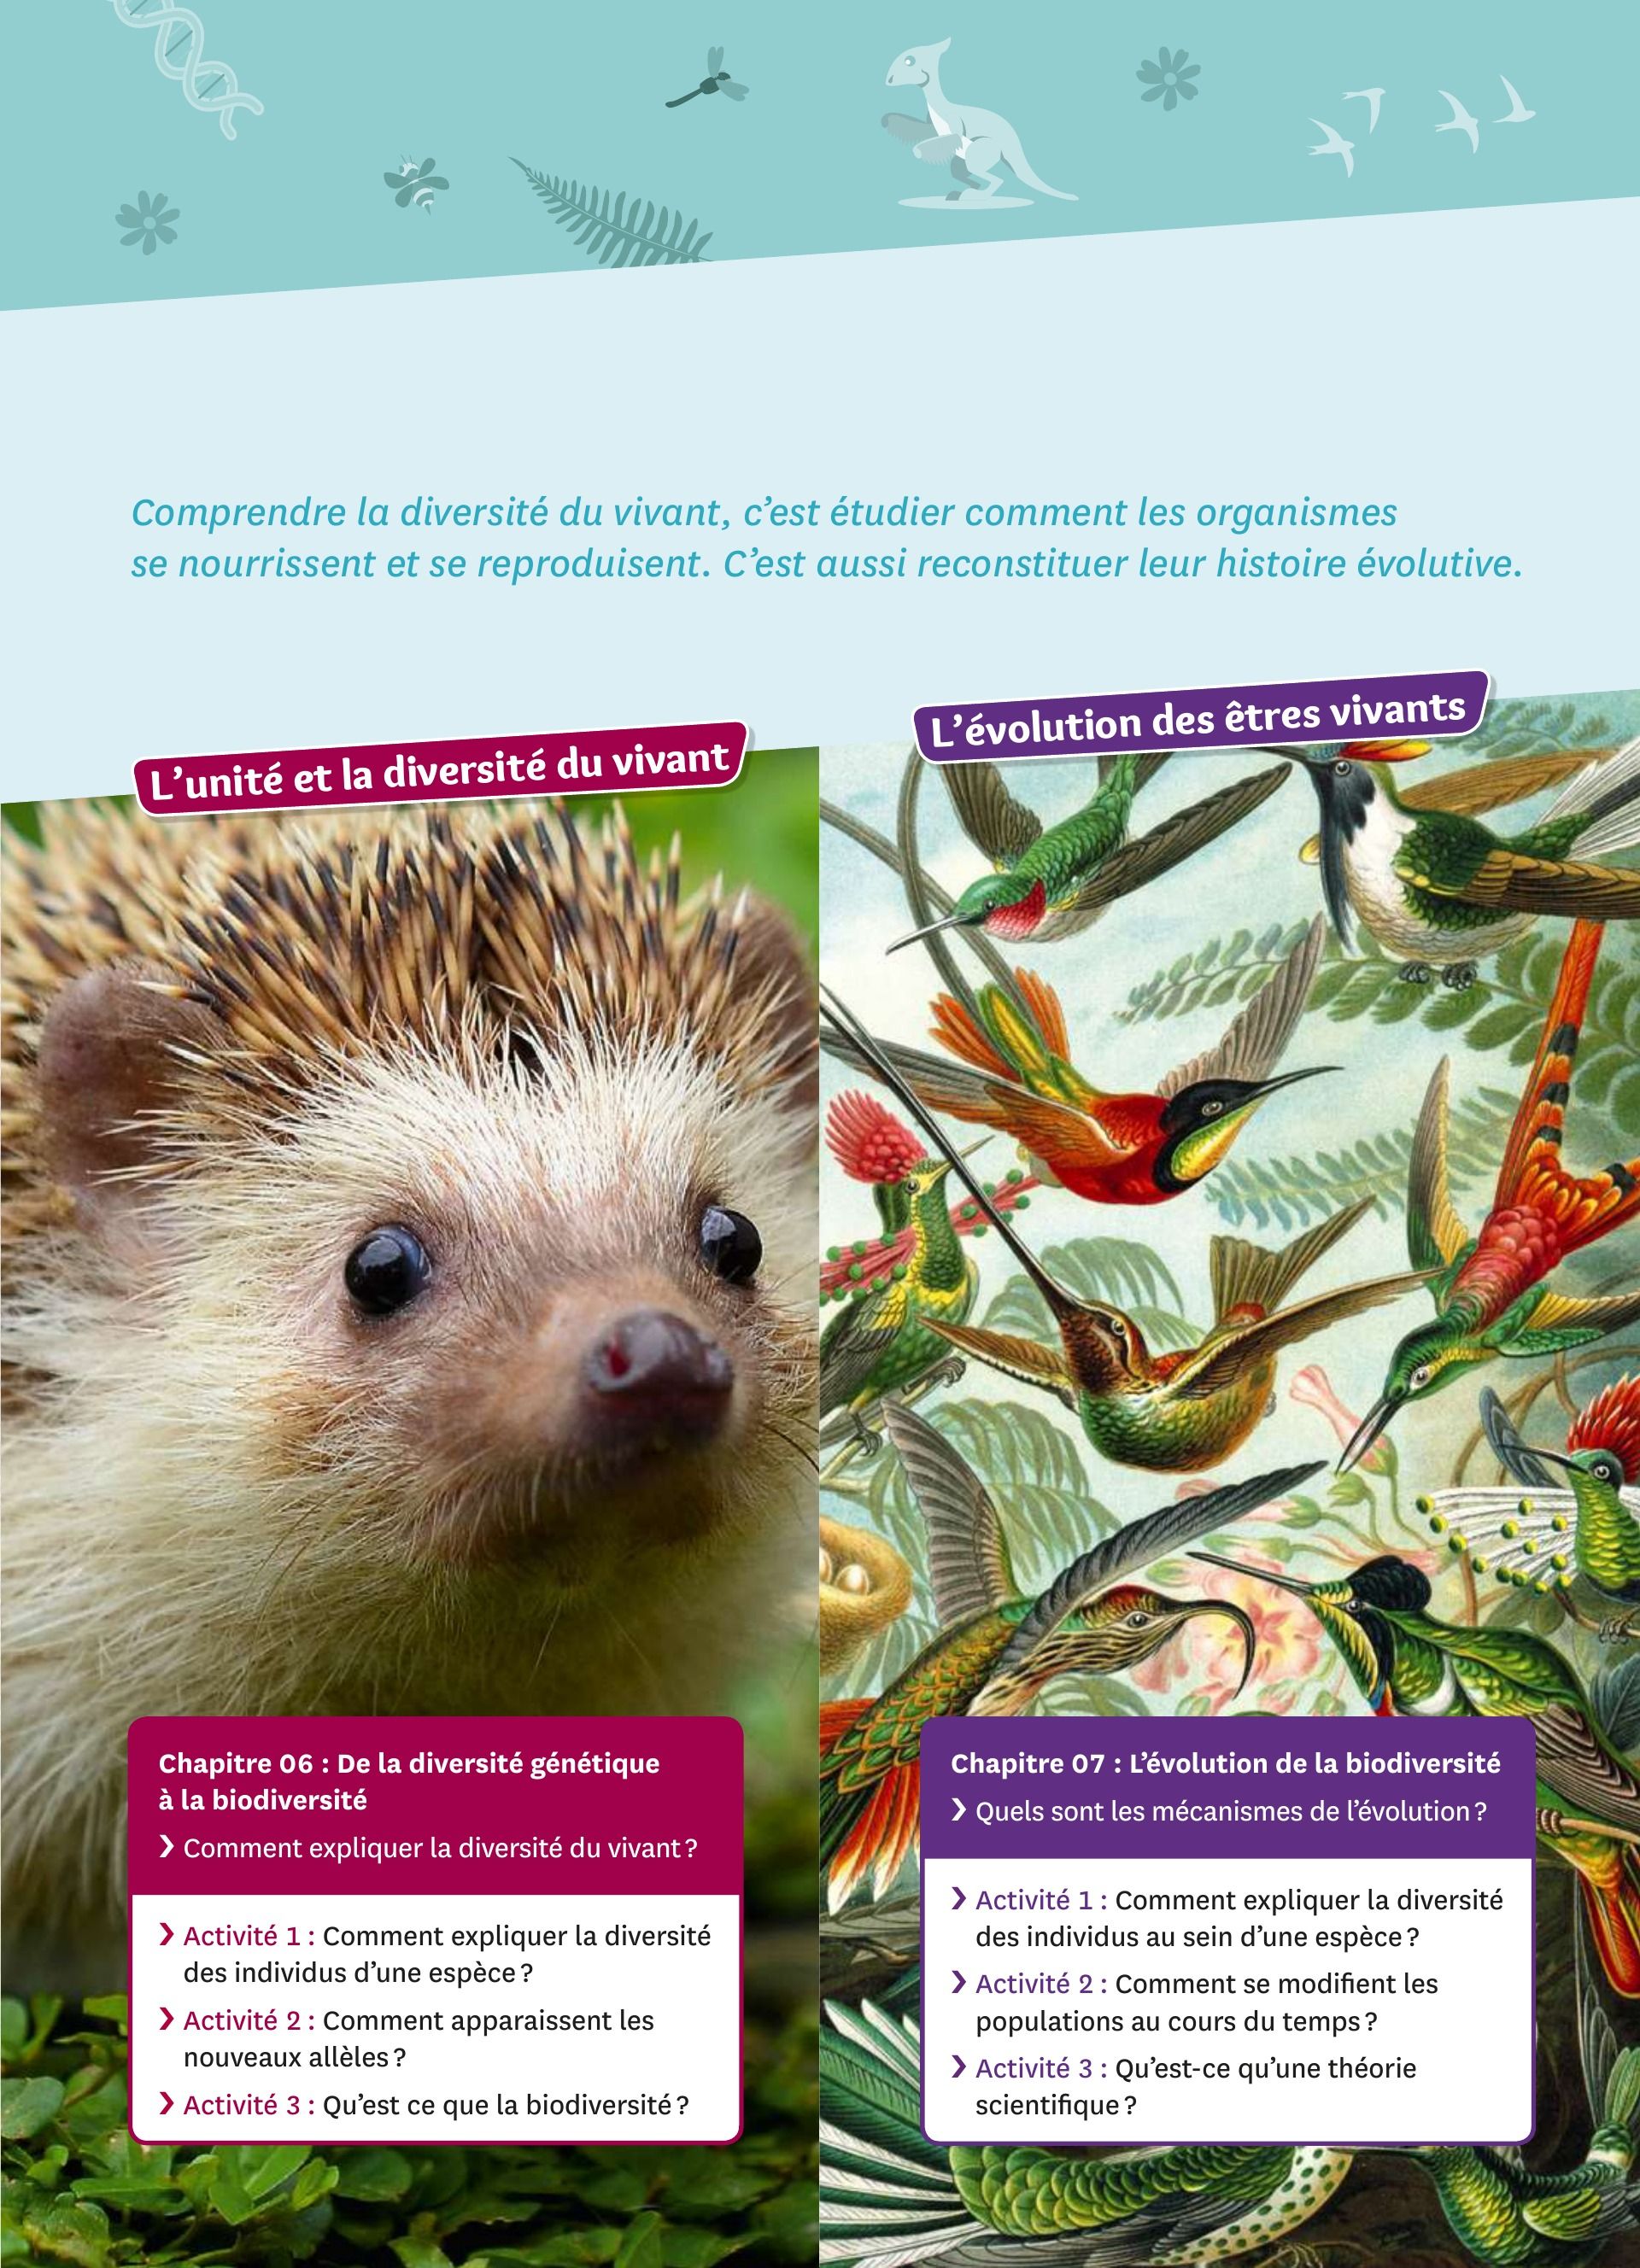 Comprendre la diversité du vivant, c’est étudier comment les organismes
se nourrissent et se reproduisent. C’est aussi reconstituer leur histoire évolutive.
L’unité et la diversité du vivant
Chapitre 06 : De la diversité génétique
à la biodiversité
❯ Comment expliquer la diversité du vivant ?
❯ Activité 1 : Comment expliquer la diversité
des individus d’une espèce ?
❯ Activité 2 : Comment apparaissent les
nouveaux allèles ?
❯ Activité 3 : Qu’est ce que la biodiversité ?
L’évolution des êtres vivants
Chapitre 07 : L’évolution de la biodiversité
❯ Quels sont les mécanismes de l’évolution ?
❯ Activité 1 : Comment expliquer la diversité
des individus au sein d’une espèce ?
❯ Activité 2 : Comment se modifient les
populations au cours du temps ?
❯ Activité 3 : Qu’est-ce qu’une théorie
scientifique ?